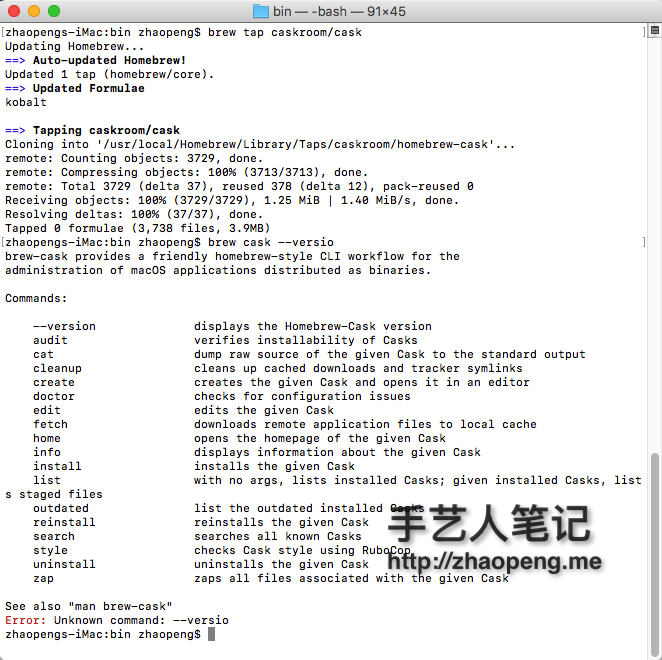 bin — -bash — 91×45
[zhaopengs-iMac:bin zhaopeng$ brew tap caskroom/cask ]
Updating Homebrew...
==> Auto-updated Homebrew!
Updated 1 tap (homebrew/core).
==> Updated Formulae
kobalt
==> Tapping caskroom/cask
Cloning into '/usr/local/Homebrew/Library/Taps/caskroom/homebrew-cask'...
remote: Counting objects: 3729, done.
remote: Compressing objects: 100% (3713/3713), done.
remote: Total 3729 (delta 37), reused 378 (delta 12), pack-reused 0
Receiving objects: 100% (3729/3729), 1.25 MiB | 1.40 MiB/s, done.
Resolving deltas: 100% (37/37), done.
Tapped 0 formulae (3,738 files, 3.9MB)
[zhaopengs-iMac:bin zhaopeng$ brew cask --versio ]
brew-cask provides a friendly homebrew-style CLI workflow for the
administration of macOS applications distributed as binaries.
Commands:
--version displays the Homebrew-Cask version
audit verifies installability of Casks
cat dump raw source of the given Cask to the standard output
cleanup cleans up cached downloads and tracker symlinks
create creates the given Cask and opens it in an editor
doctor checks for configuration issues
edit edits the given Cask
fetch downloads remote application files to local cache
home opens the homepage of the given Cask
info displays information about the given Cask
install installs the given Cask
list with no args, lists installed Casks; given installed Casks, list
s staged files
outdated list the outdated installed Casks
reinstall reinstalls the given Cask
search searches all known Casks
style checks Cask style using RuboCop
uninstall uninstalls the given Cask
zap zaps all files associated with the given Cask
手艺人笔记
http://zhaopeng.me
See also "man brew-cask"
Error: Unknown command: --versio
zhaopengs-iMac:bin zhaopeng$